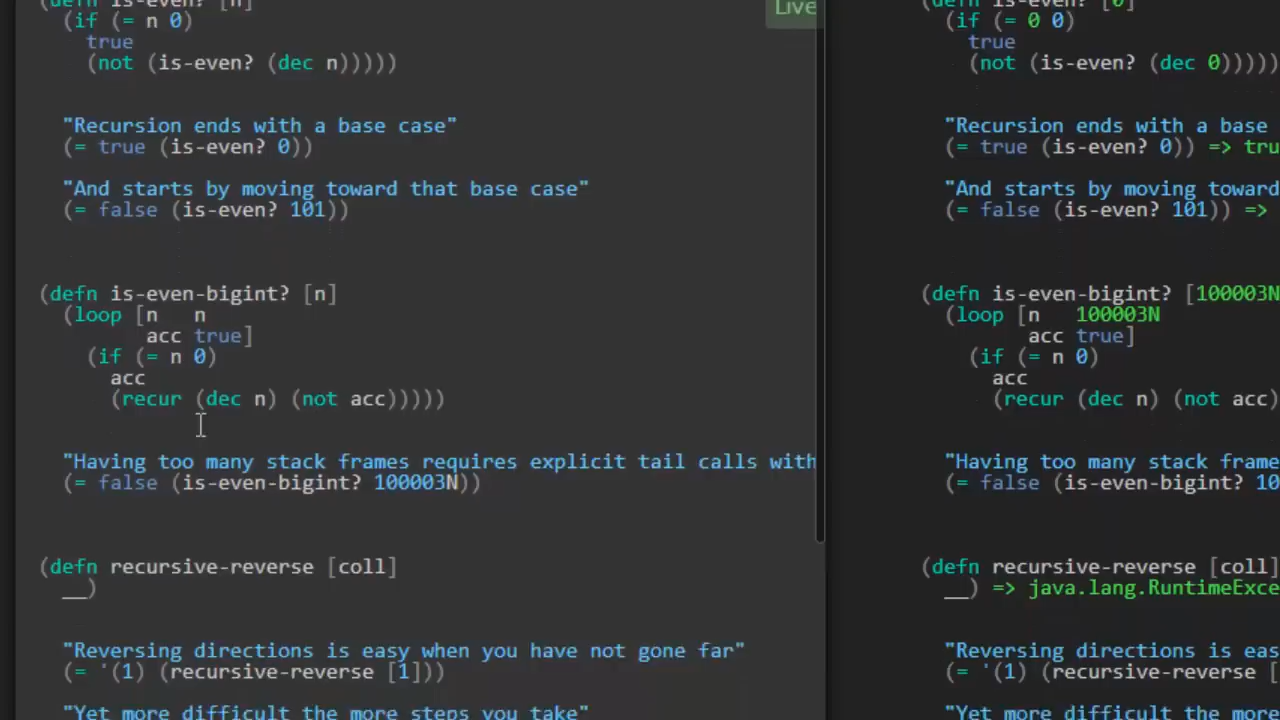 (defn is-even? [n]
(if (= n 0)
true
(not (is-even? (dec n)))))
"Recursion ends with a base case"
(= true (is-even? 0))
"And starts by moving toward that base case"
(= false (is-even? 101))
(defn is-even-bigint? [n]
(loop [n n
acc true]
(if (= n 0)
acc
(recur (dec n) (not acc)))))
"Having too many stack frames requires explicit tail calls with
(= false (is-even-bigint? 100003N))
(defn recursive-reverse [coll]
__)
"Reversing directions is easy when you have not gone far"
(= '(1) (recursive-reverse [1]))
"Yet more difficult the more steps you take"
Live
(defn is-even? [0]
(if (= 0 0)
true
(not (is-even? (dec 0)))))
"Recursion ends with a base
(= true (is-even? 0)) => tru
"And starts by moving toward
(= false (is-even? 101)) =>
(defn is-even-bigint? [100003N
(loop [n 100003N
acc true]
(if (= n 0)
acc
(recur (dec n) (not acc)
"Having too many stack frame
(= false (is-even-bigint? 10
(defn recursive-reverse [coll]
__) => java.lang.RuntimeExce
"Reversing directions is eas
(= '(1) (recursive-reverse [
"Yet more difficult the more